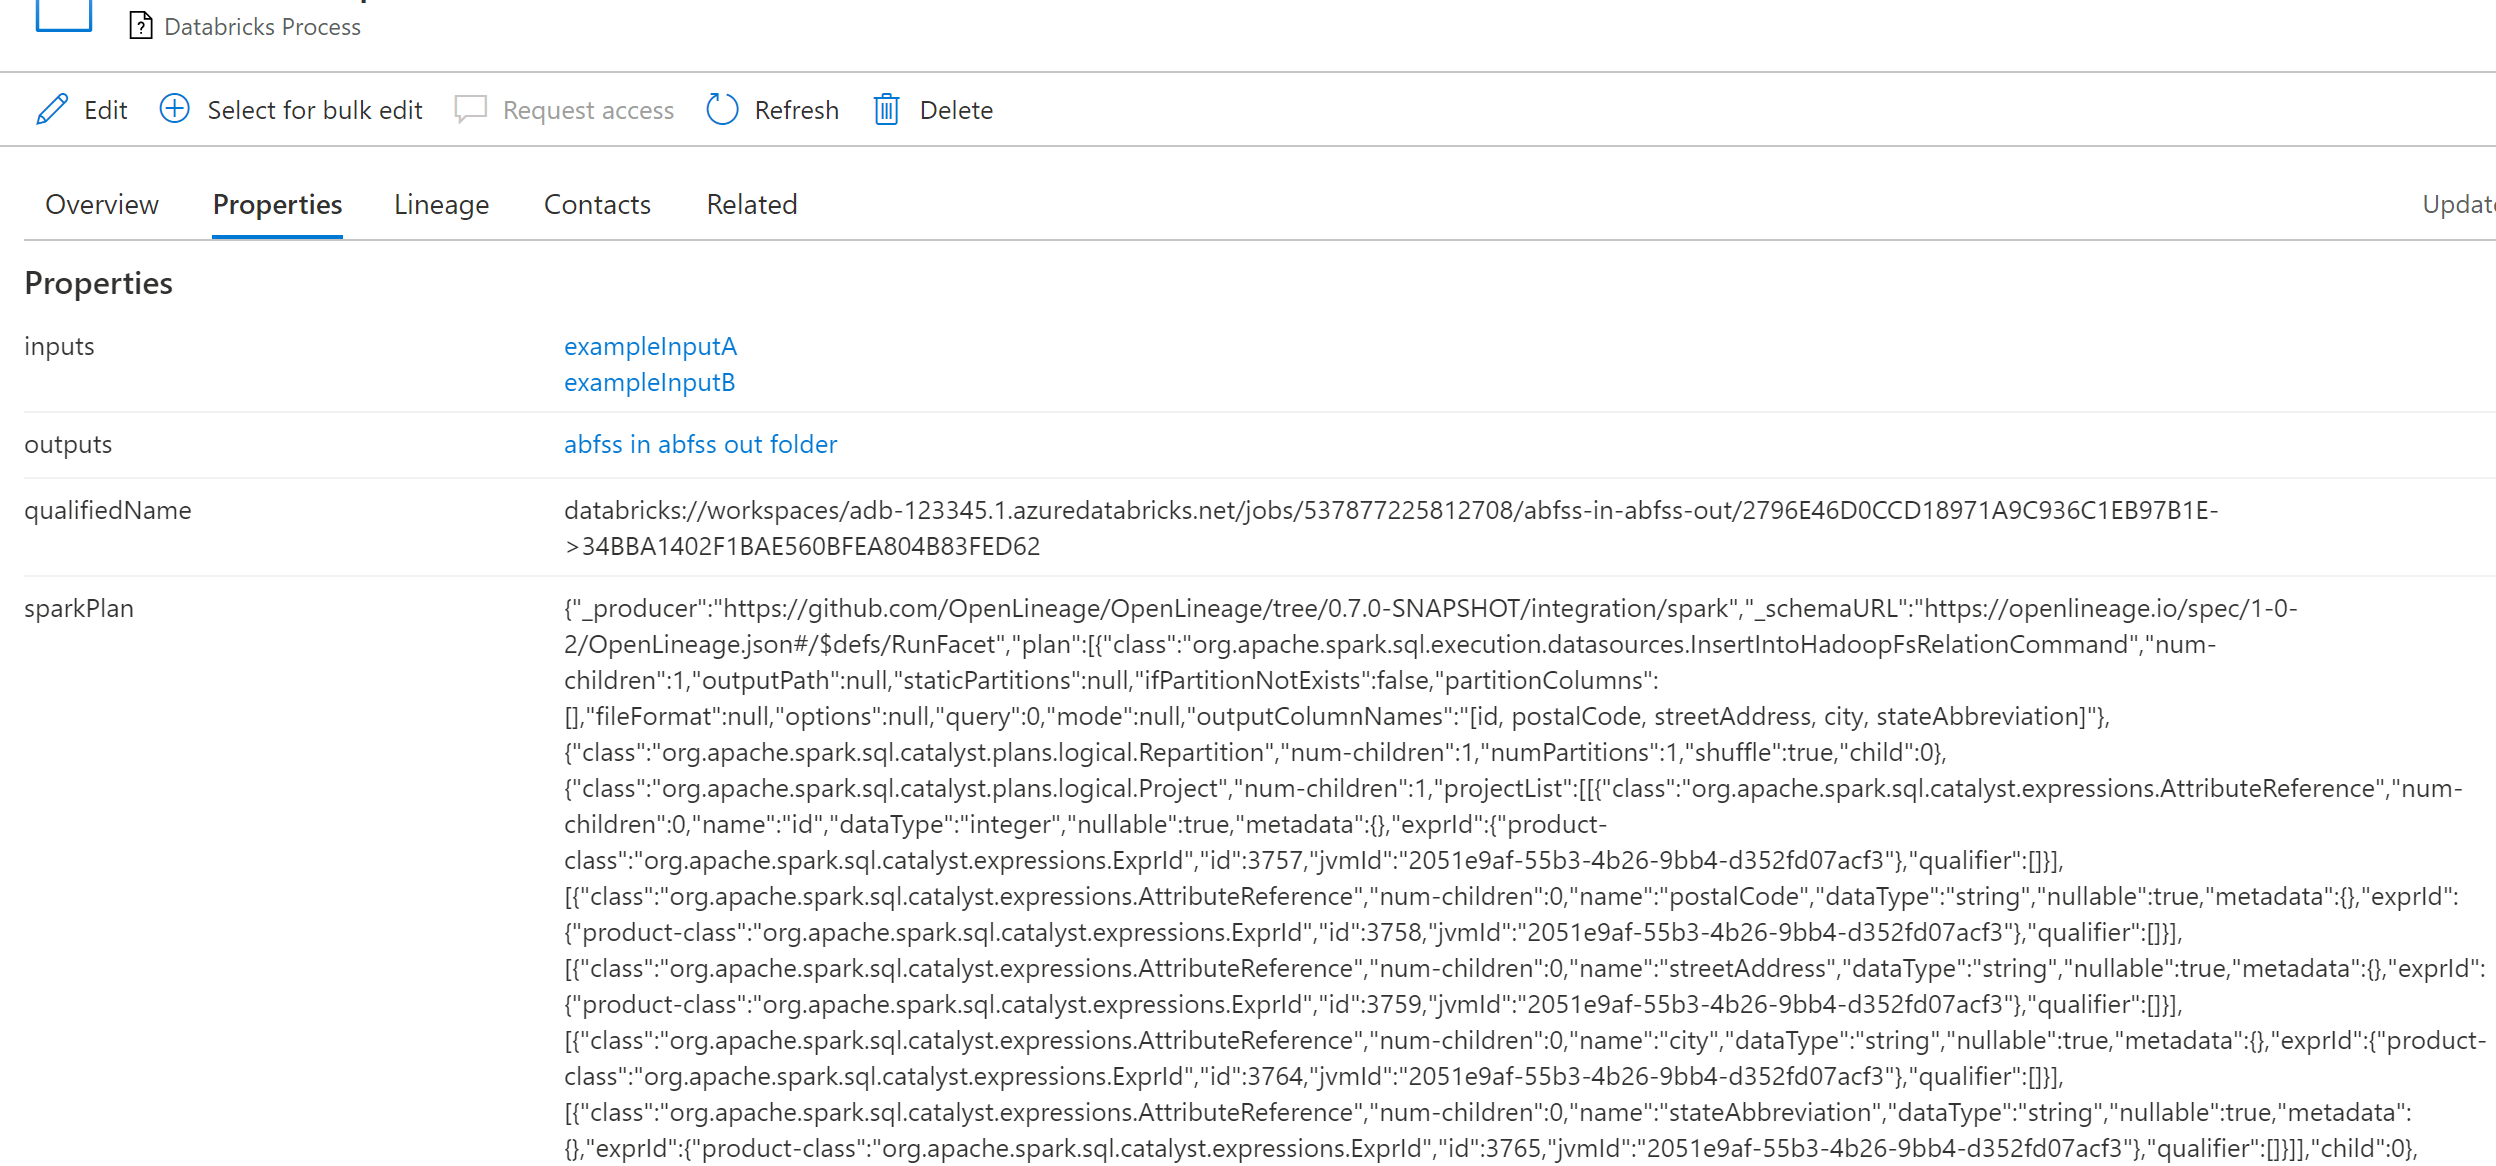 Databricks Process
Edit
Select for bulk edit
Request access
Refresh
Delete
Overview
Properties
Lineage
Contacts
Related
Properties
inputs
exampleInputA
exampleInputB
outputs
abfss in abfss out folder
qualifiedName
databricks://workspaces/adb-123345.1.azuredatabricks.net/jobs/537877225812708/abfss-in-abfss-out/2796E46D0CCD18971A9C936C1EB97B1E-
>34BBA1402F1BAE560BFEA804B83FED62
sparkPlan
{"_producer":"https://github.com/OpenLineage/OpenLineage/tree/0.7.0-SNAPSHOT/integration/spark","_schemaURL":"https://openlineage.io/spec/1-0-
2/OpenLineage.json#/$defs/RunFacet","plan":[{"class":"org.apache.spark.sql.execution.datasources.InsertIntoHadoopFsRelationCommand","num-
children":1,"outputPath":null,"staticPartitions":null,"ifPartitionNotExists":false,"partitionColumns":
[],"fileFormat":null,"options":null,"query":0,"mode":null,"outputColumnNames":"[id, postalCode, streetAddress, city, stateAbbreviation]"},
{"class":"org.apache.spark.sql.catalyst.plans.logical.Repartition","num-children":1,"numPartitions":1,"shuffle":true,"child":0},
{"class":"org.apache.spark.sql.catalyst.plans.logical.Project","num-children":1,"projectList":[[{"class":"org.apache.spark.sql.catalyst.expressions.AttributeReference","num-
children":0,"name":"id","dataType":"integer","nullable":true,"metadata":{},"exprId":{"product-
class":"org.apache.spark.sql.catalyst.expressions.ExprId","id":3757,"jvmId":"2051e9af-55b3-4b26-9bb4-d352fd07acf3"},"qualifier":[]}],
[{"class":"org.apache.spark.sql.catalyst.expressions.AttributeReference","num-children":0,"name":"postalCode","dataType":"string","nullable":true,"metadata":{},"exprId":
{"product-class":"org.apache.spark.sql.catalyst.expressions.ExprId","id":3758,"jvmId":"2051e9af-55b3-4b26-9bb4-d352fd07acf3"},"qualifier":[]}],
[{"class":"org.apache.spark.sql.catalyst.expressions.AttributeReference","num-children":0,"name":"streetAddress","dataType":"string","nullable":true,"metadata":{},"exprId":
{"product-class":"org.apache.spark.sql.catalyst.expressions.ExprId","id":3759,"jvmId":"2051e9af-55b3-4b26-9bb4-d352fd07acf3"},"qualifier":[]}],
[{"class":"org.apache.spark.sql.catalyst.expressions.AttributeReference","num-children":0,"name":"city","dataType":"string","nullable":true,"metadata":{},"exprId":{"product-
class":"org.apache.spark.sql.catalyst.expressions.ExprId","id":3764,"jvmId":"2051e9af-55b3-4b26-9bb4-d352fd07acf3"},"qualifier":[]}],
[{"class":"org.apache.spark.sql.catalyst.expressions.AttributeReference","num-children":0,"name":"stateAbbreviation","dataType":"string","nullable":true,"metadata":
{},"exprId":{"product-class":"org.apache.spark.sql.catalyst.expressions.ExprId","id":3765,"jvmId":"2051e9af-55b3-4b26-9bb4-d352fd07acf3"},"qualifier":[]}]],"child":0},